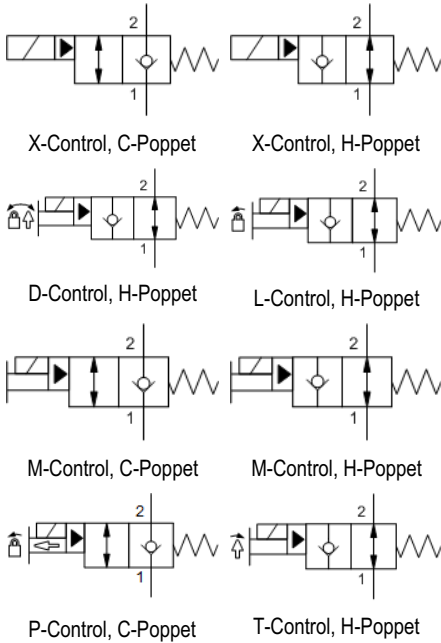 2 2
1 1
X-Control, C-Poppet X-Control, H-Poppet
2 2
1 1
D-Control, H-Poppet L-Control, H-Poppet
2 2
1 1
M-Control, C-Poppet M-Control, H-Poppet
2 2
1 1
P-Control, C-Poppet T-Control, H-Poppet